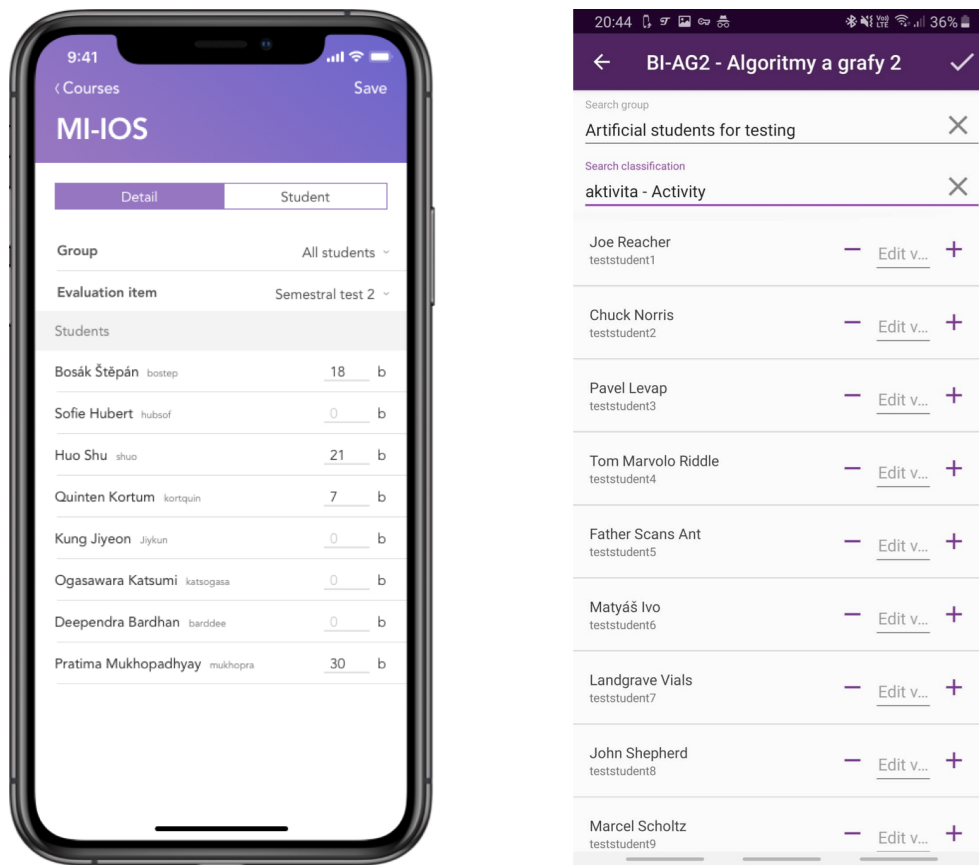 9:41
Courses Save
MI-IOS
Detail Student
Group All students
Evaluation item Semestral test 2
Students
Bosák Štěpán bostep 18 b
Sofie Hubert hubsof 0 b
Huo Shu shuo 21 b
Quinten Kortum kortquin 7 b
Kung Jiyeon Jiykun 0 b
Ogasawara Katsumi katsogasa 0 b
Deependra Bardhan barddee 0 b
Pratima Mukhopadhyay mukhopra 30 b
20:44 36%
BI-AG2 - Algoritmy a grafy 2
Search group
Artificial students for testing
Search classification
aktivita - Activity
Joe Reacher
teststudent1
− Edit v... +
Chuck Norris
teststudent2
− Edit v... +
Pavel Levap
teststudent3
− Edit v... +
Tom Marvolo Riddle
teststudent4
− Edit v... +
Father Scans Ant
teststudent5
− Edit v... +
Matyáš Ivo
teststudent6
− Edit v... +
Landgrave Vials
teststudent7
− Edit v... +
John Shepherd
teststudent8
− Edit v... +
Marcel Scholtz
teststudent9
− Edit v... +